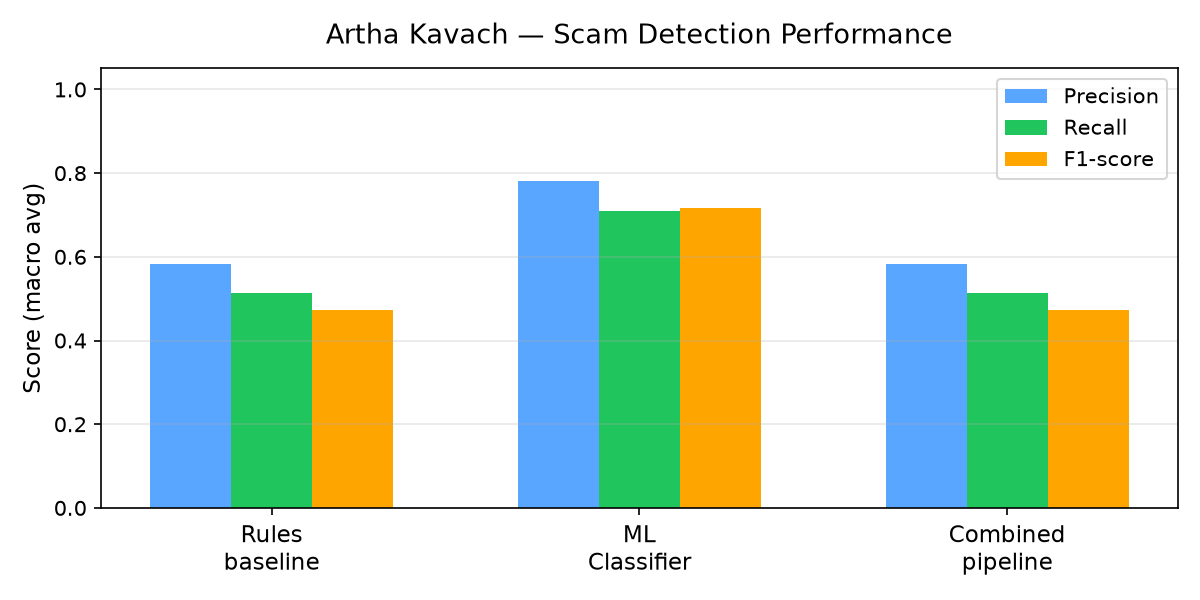 Artha Kavach — Scam Detection Performance
Score (macro avg)
1.0
0.8
0.6
0.4
0.2
0.0
Precision
Recall
F1-score
Rules
baseline
ML
Classifier
Combined
pipeline